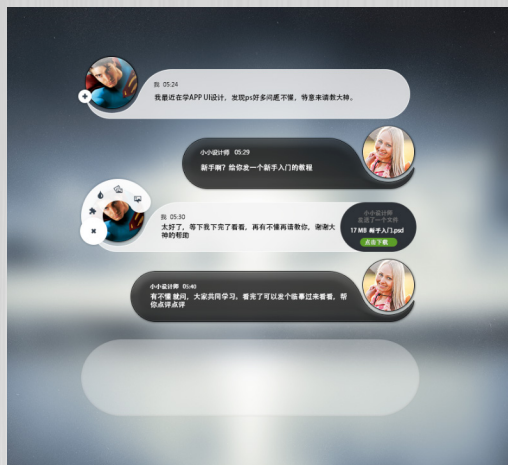 我 05:24
我最近在学APP UI设计，发现ps好多问题不懂，特意来请教大神。
小小设计师 05:29
新手啊？给你发一个新手入门的教程
我 05:30
太好了，等下我下完了看看，再有不懂再请教你，谢谢大
神的帮助
小小设计师
发送了一个文件
17 MB 新手入门.psd
点击下载
小小设计师 05:40
有不懂 就问，大家共同学习，看完了可以发个临摹过来看看，帮
你点评点评